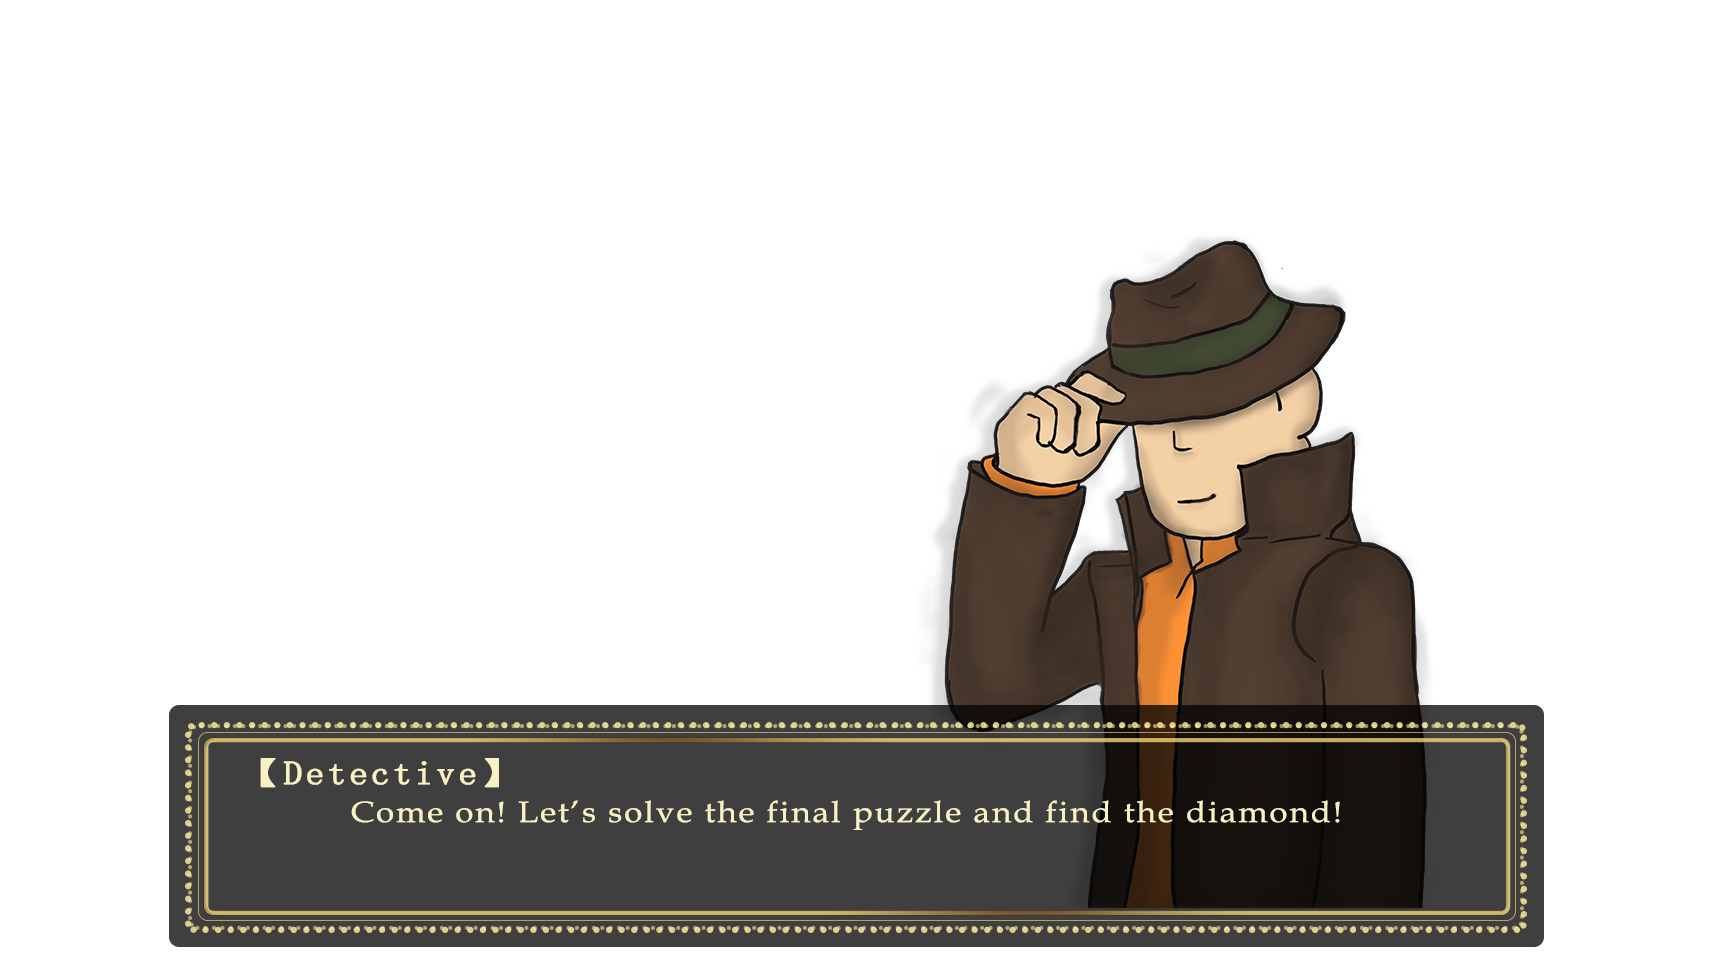 【Detective】
Come on! Let's solve the final puzzle and find the diamond!